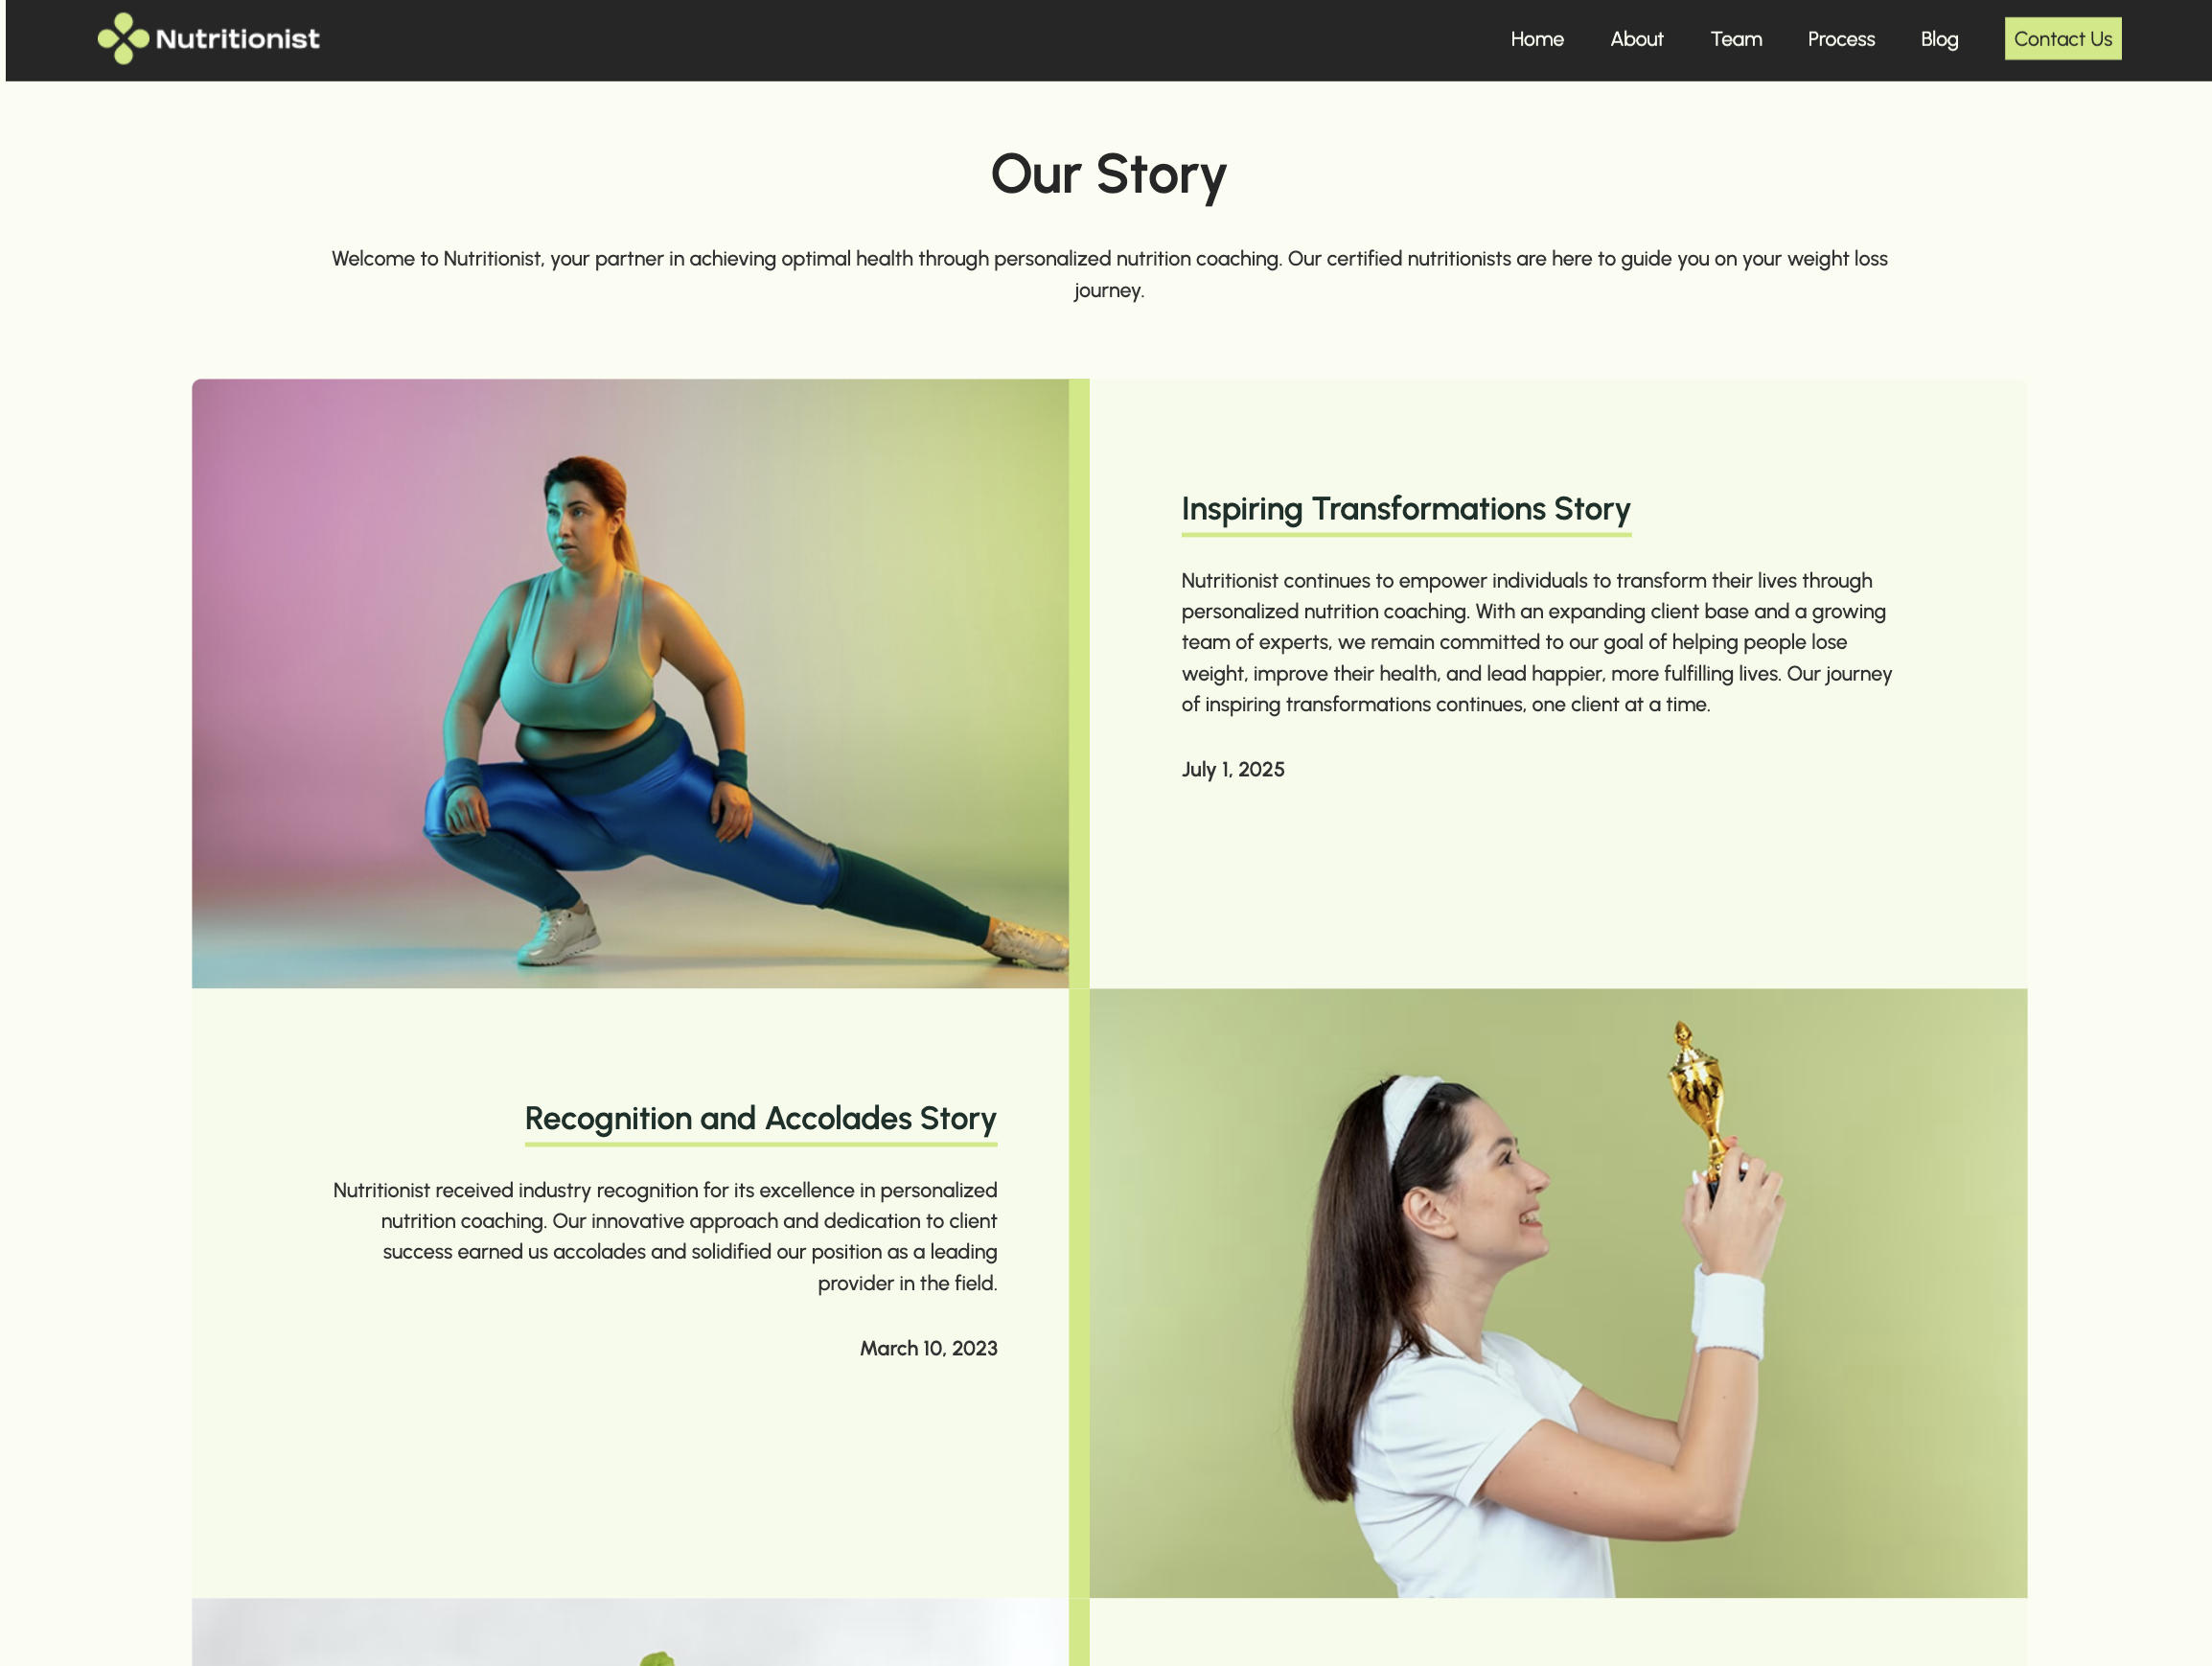 Nutritionist
Home About Team Process Blog Contact Us
Our Story
Welcome to Nutritionist, your partner in achieving optimal health through personalized nutrition coaching. Our certified nutritionists are here to guide you on your weight loss
journey.
Inspiring Transformations Story
Nutritionist continues to empower individuals to transform their lives through
personalized nutrition coaching. With an expanding client base and a growing
team of experts, we remain committed to our goal of helping people lose
weight, improve their health, and lead happier, more fulfilling lives. Our journey
of inspiring transformations continues, one client at a time.
July 1, 2025
Recognition and Accolades Story
Nutritionist received industry recognition for its excellence in personalized
nutrition coaching. Our innovative approach and dedication to client
success earned us accolades and solidified our position as a leading
provider in the field.
March 10, 2023